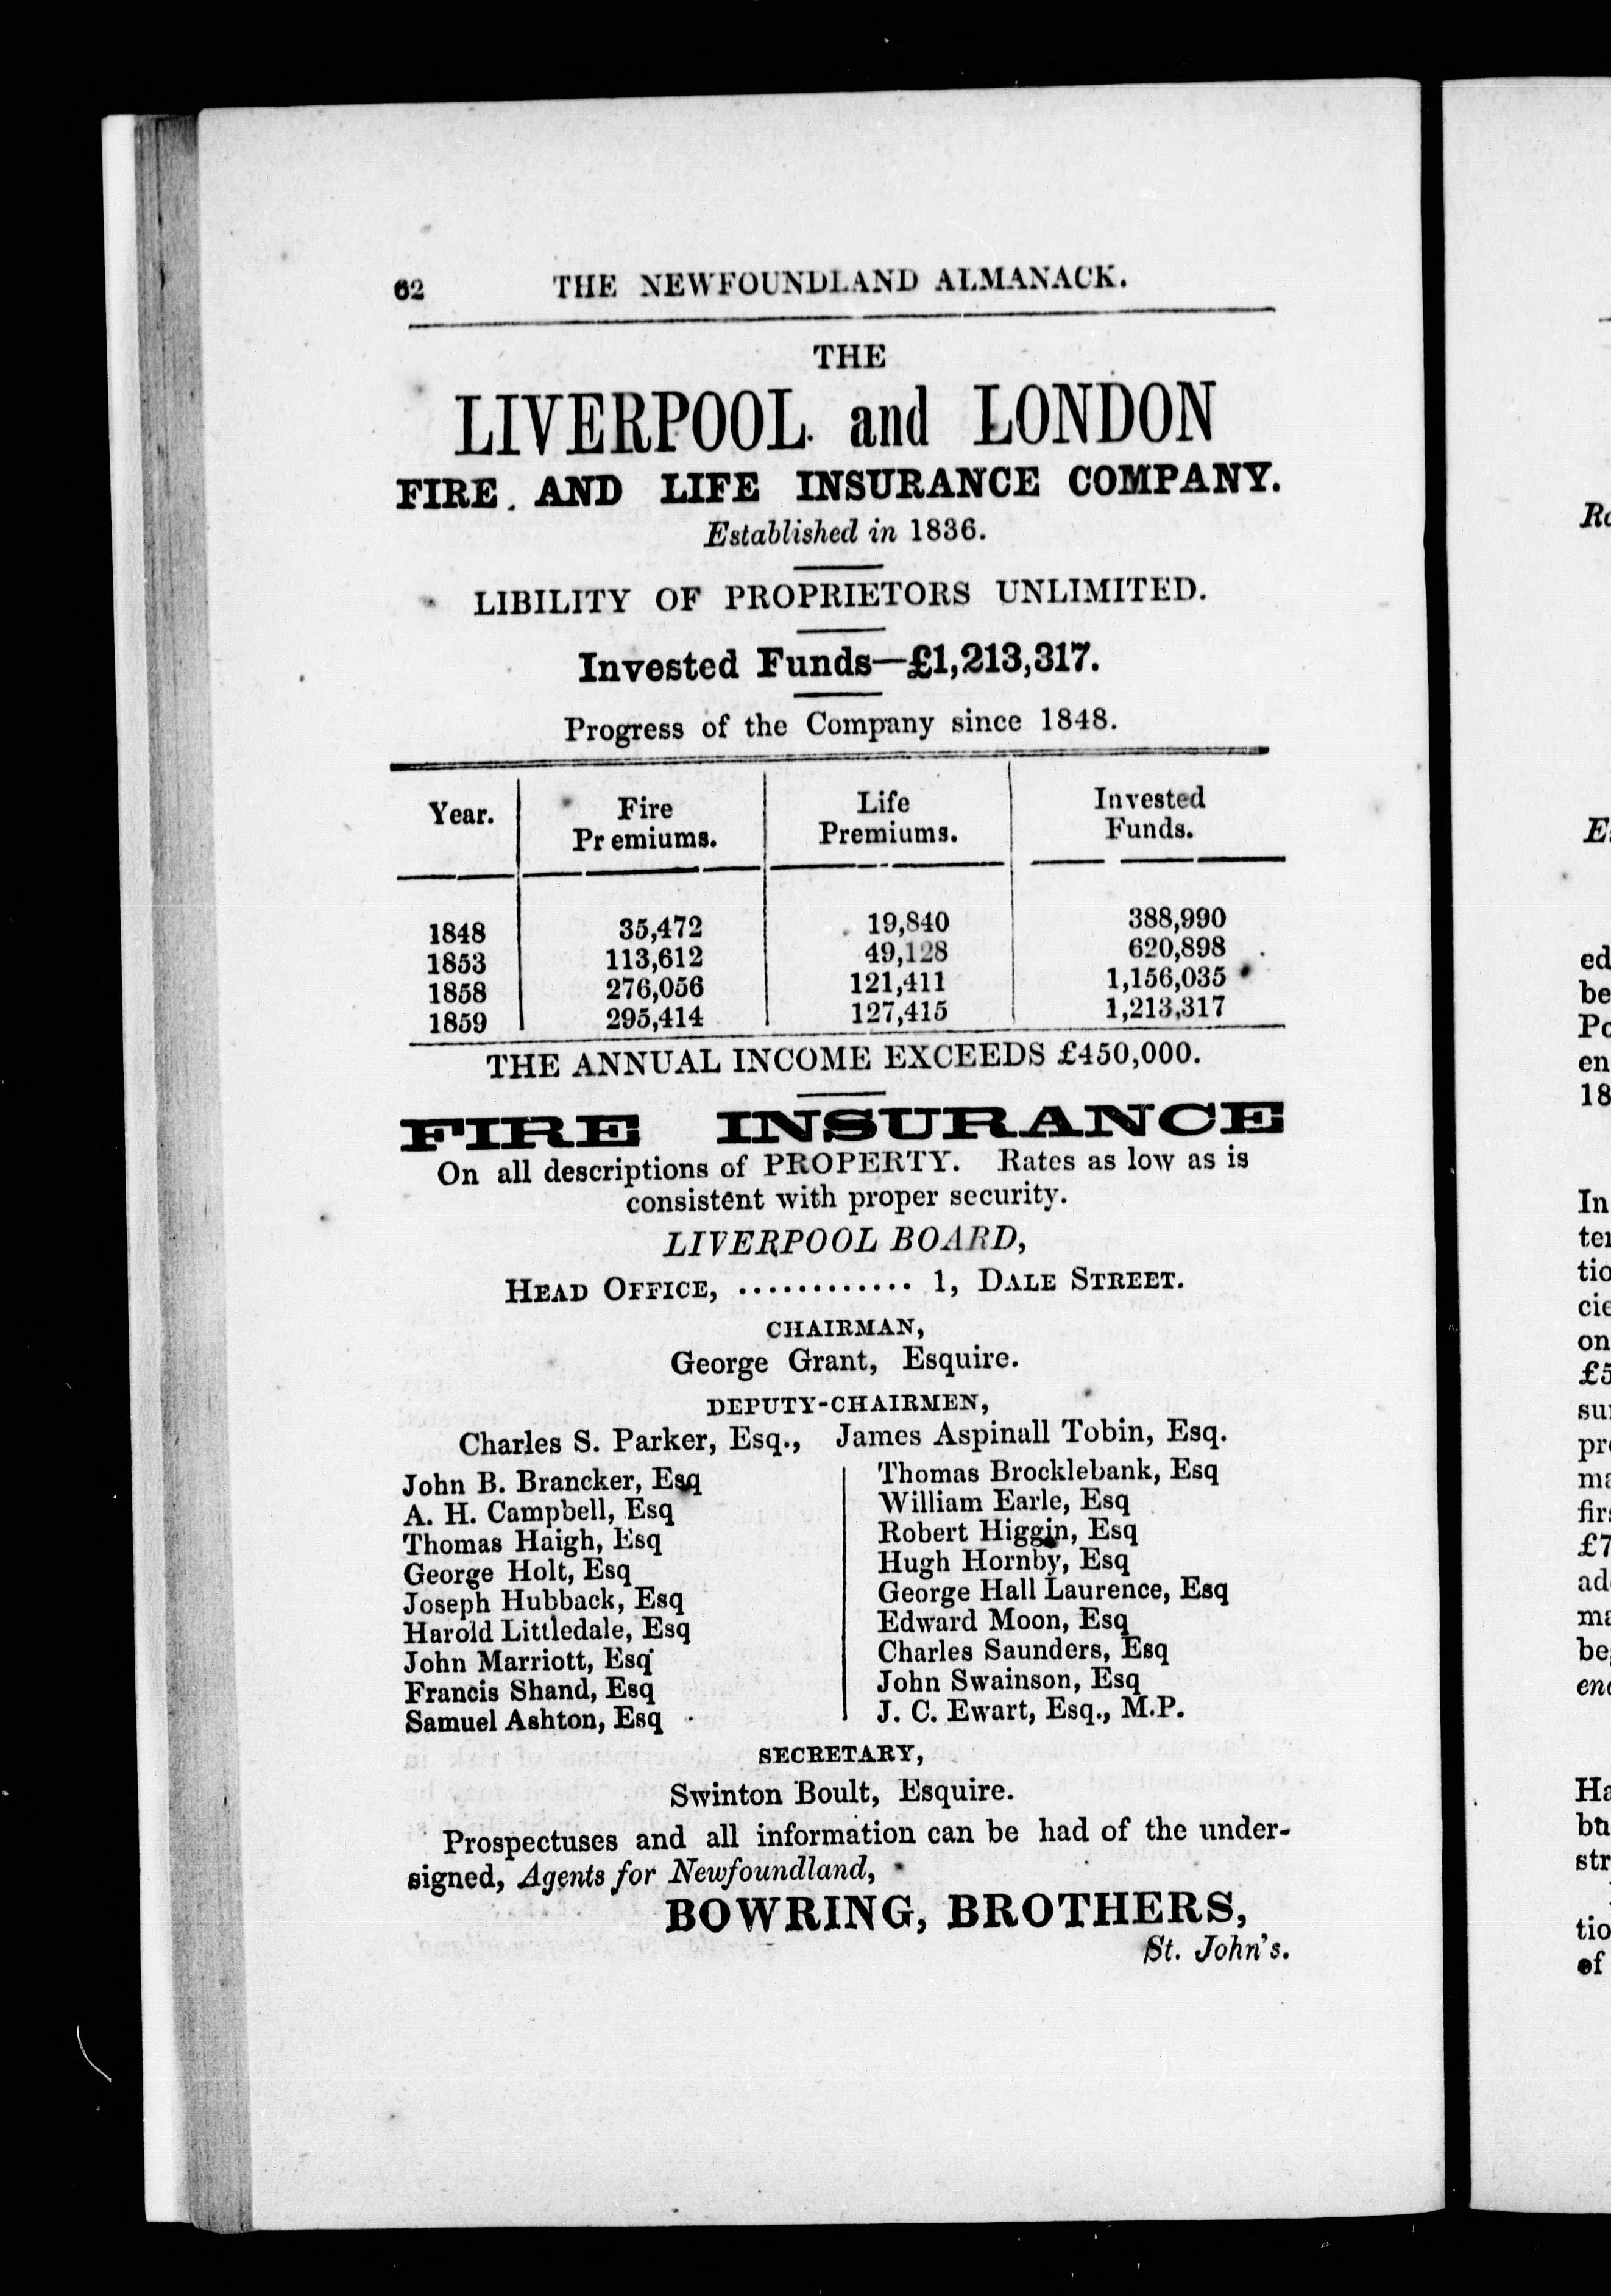 62 THE NEWFOUNDLAND ALMANACK.
THE
LIVERPOOL and LONDON
FIRE AND LIFE INSURANCE COMPANY.
Established in 1836.
LIBILITY OF PROPRIETORS UNLIMITED.
Invested Funds—£1,213,317.
Progress of the Company since 1848.
Year. Fire Life Invested
Pr emiums. Premiums. Funds.
1848 35,472 19,840 388,990
1853 113,612 49,128 620,898
1858 276,056 121,411 1,156,035
1859 295,414 127,415 1,213,317
THE ANNUAL INCOME EXCEEDS £450,000.
FIRE INSURANCE
On all descriptions of PROPERTY. Rates as low as is
consistent with proper security.
LIVERPOOL BOARD,
HEAD OFFICE, ............ 1, DALE STREET.
CHAIRMAN,
George Grant, Esquire.
DEPUTY-CHAIRMEN,
Charles S. Parker, Esq., James Aspinall Tobin, Esq.
John B. Brancker, Esq
A. H. Campbell, Esq
Thomas Haigh, Esq
George Holt, Esq
Joseph Hubback, Esq
Harold Littledale, Esq
John Marriott, Esq
Francis Shand, Esq
Samuel Ashton, Esq
Thomas Brocklebank, Esq
William Earle, Esq
Robert Higgin, Esq
Hugh Hornby, Esq
George Hall Laurence, Esq
Edward Moon, Esq
Charles Saunders, Esq
John Swainson, Esq
J. C. Ewart, Esq., M.P.
SECRETARY,
Swinton Boult, Esquire.
Prospectuses and all information can be had of the under-
signed, Agents for Newfoundland,
BOWRING, BROTHERS,
St. John's.